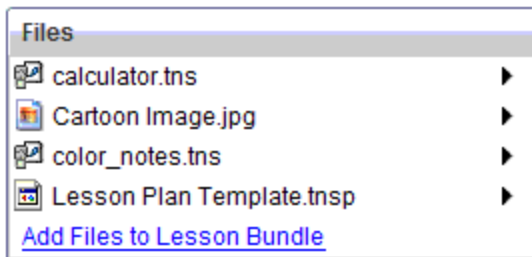 Files
calculator.tns
Cartoon Image.jpg
color_notes.tns
Lesson Plan Template.tnsp
Add Files to Lesson Bundle